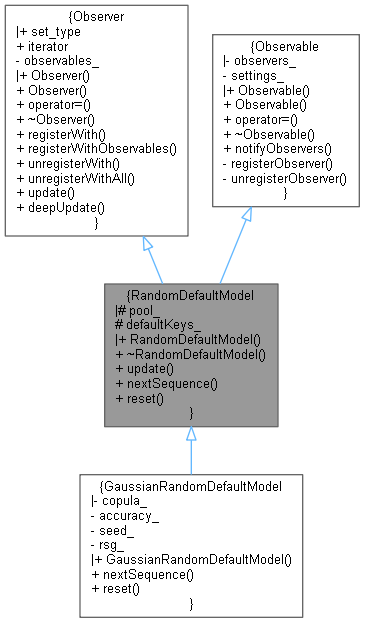 {Observer
|+ set_type
+ iterator
- observables_
|+ Observer()
+ Observer()
+ operator=()
+ ~Observer()
+ registerWith()
+ registerWithObservables()
+ unregisterWith()
+ unregisterWithAll()
+ update()
+ deepUpdate()
}
{Observable
|- observers_
- settings_
|+ Observable()
+ Observable()
+ operator=()
+ ~Observable()
+ notifyObservers()
- registerObserver()
- unregisterObserver()
}
{RandomDefaultModel
|# pool_
# defaultKeys_
|+ RandomDefaultModel()
+ ~RandomDefaultModel()
+ update()
+ nextSequence()
+ reset()
}
{GaussianRandomDefaultModel
|- copula_
- accuracy_
- seed_
- rsg_
|+ GaussianRandomDefaultModel()
+ nextSequence()
+ reset()
}